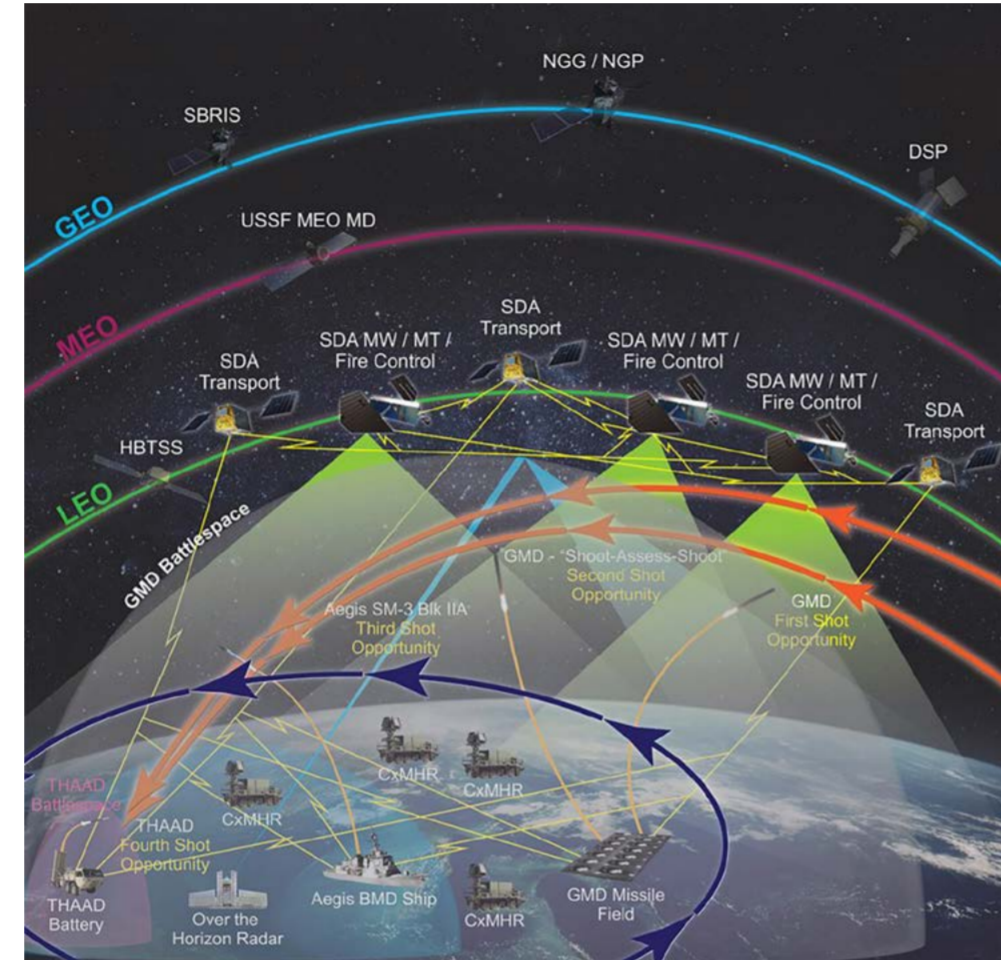 NGG / NGP
SBRIS
DSP
GEO
USSF MEO MD
MEO
SDA
Transport
SDA MW / MT /
Fire Control
SDA MW / MT /
Fire Control
SDA
Transport
SDA MW / MT /
Fire Control
SDA
Transport
HBTSS
LEO
GMD Battlespace
GMD - "Shoot-Assess-Shoot"
Second Shot
Opportunity
Aegis SM-3 Blk IIA
Third Shot
Opportunity
GMD
First Shot
Opportunity
CxMHR
CxMHR
CxMHR
THAAD
Battlespace
THAAD
Fourth Shot
Opportunity
THAAD
Battery
Over the
Horizon Radar
Aegis BMD Ship
CxMHR
GMD Missile
Field